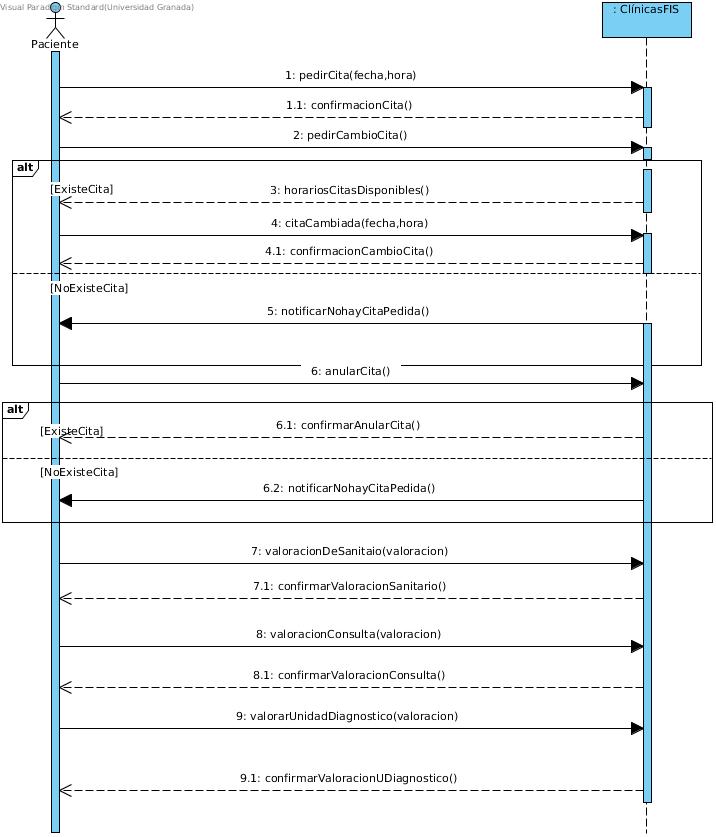 Visual Paradigm Standard(Universidad Granada)
: ClínicasFIS
Paciente
1: pedirCita(fecha,hora)
1.1: confirmacionCita()
2: pedirCambioCita()
alt
[ExisteCita]
3: horariosCitasDisponibles()
4: citaCambiada(fecha,hora)
4.1: confirmacionCambioCita()
[NoExisteCita]
5: notificarNohayCitaPedida()
6: anularCita()
alt
6.1: confirmarAnularCita()
[ExisteCita]
[NoExisteCita]
6.2: notificarNohayCitaPedida()
7: valoracionDeSanitaio(valoracion)
7.1: confirmarValoracionSanitario()
8: valoracionConsulta(valoracion)
8.1: confirmarValoracionConsulta()
9: valorarUnidadDiagnostico(valoracion)
9.1: confirmarValoracionUDiagnostico()